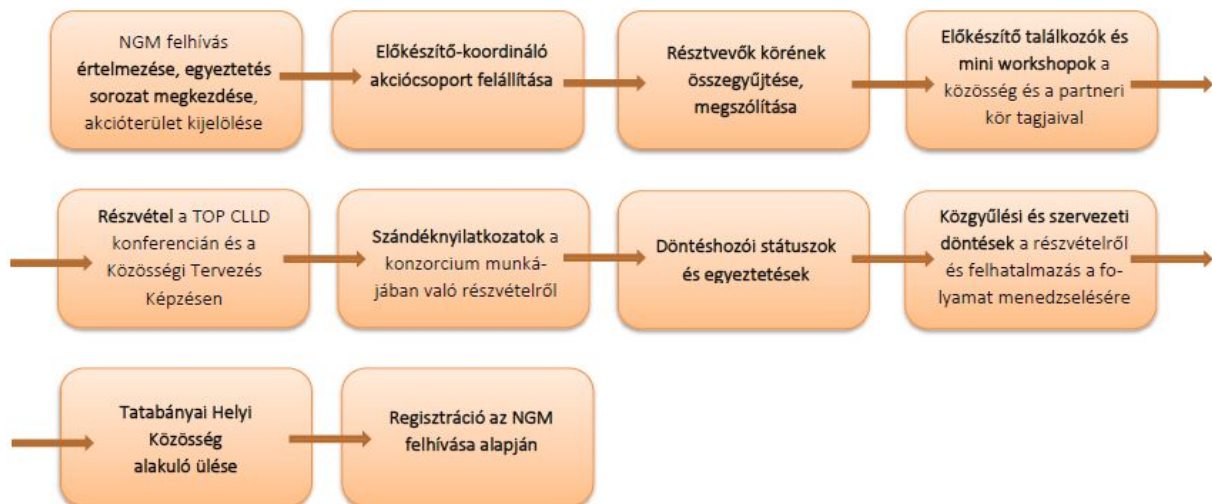 NGM felhívás
értelmezése, egyeztetés
sorozat megkezdése,
akcióterület kijelölése
Előkészítő-koordináló
akciócsoport felállítása
Résztvevők körének
összegyűjtése,
megszólítása
Előkészítő találkozók és
mini workshopok a
közösség és a partneri
kör tagjaival
Részvétel a TOP CLLD
konferencián és a
Közösségi Tervezés
Képzésen
Szándéknyilatkozatok a
konzorcium munká-
jában való részvételről
Döntéshozói státuszok
és egyeztetések
Közgyűlési és szervezeti
döntések a részvételről
és felhatalmazás a fo-
lyamat menedzselésére
Tatabányai Helyi
Közösség
alakuló ülése
Regisztráció az NGM
felhívása alapján